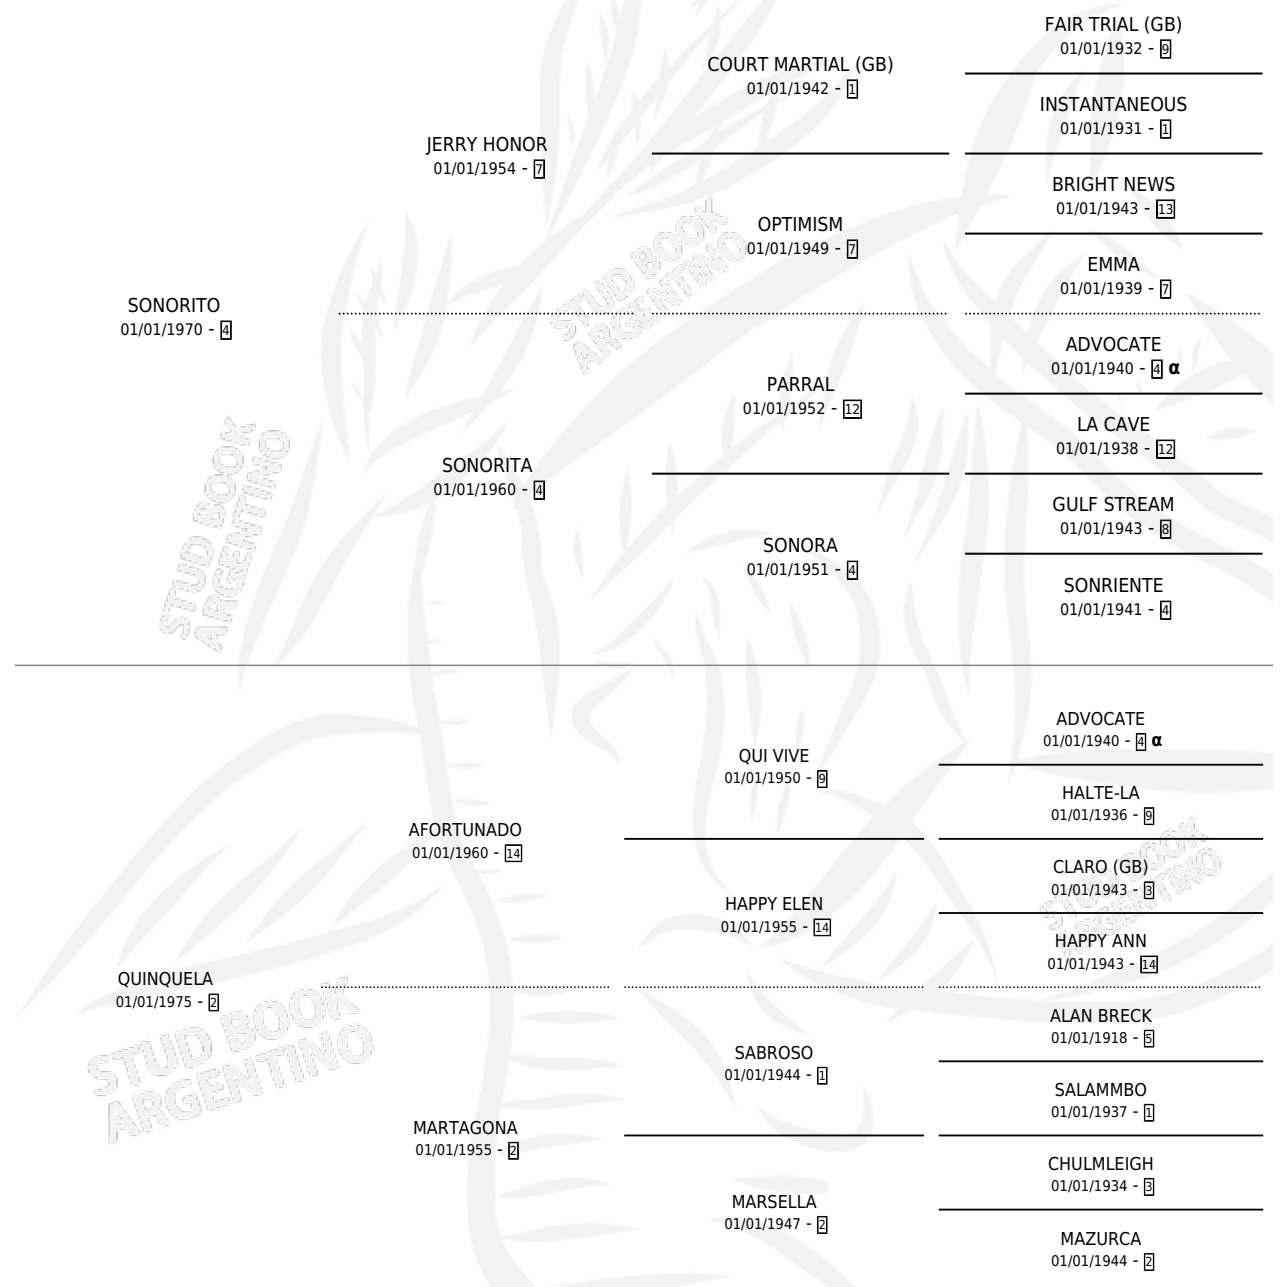 FAIR TRIAL (GB)
01/01/1932 - 9
COURT MARTIAL (GB)
01/01/1942 - 1
INSTANTANEOUS
01/01/1931 - 1
JERRY HONOR
01/01/1954 - 7
BRIGHT NEWS
01/01/1943 - 13
OPTIMISM
01/01/1949 - 7
EMMA
01/01/1939 - 7
SONORITO
01/01/1970 - 4
ADVOCATE
01/01/1940 - 4 α
PARRAL
01/01/1952 - 12
LA CAVE
01/01/1938 - 12
SONORITA
01/01/1960 - 4
GULF STREAM
01/01/1943 - 8
SONORA
01/01/1951 - 4
SONRIENTE
01/01/1941 - 4
STUD BOOK
ARGENTINO
STUD BOOK
ARGENTINO
ADVOCATE
01/01/1940 - 4 α
QUI VIVE
01/01/1950 - 9
HALTE-LA
01/01/1936 - 9
AFORTUNADO
01/01/1960 - 14
CLARO (GB)
01/01/1943 - 3
HAPPY ELEN
01/01/1955 - 14
HAPPY ANN
01/01/1943 - 14
QUINQUELA
01/01/1975 - 2
ALAN BRECK
01/01/1918 - 5
SABROSO
01/01/1944 - 1
SALAMMBO
01/01/1937 - 1
MARTAGONA
01/01/1955 - 2
CHULMLEIGH
01/01/1934 - 3
MARSELLA
01/01/1947 - 2
MAZURCA
01/01/1944 - 2
STUD BOOK
ARGENTINO
STUD BOOK
ARGENTINO